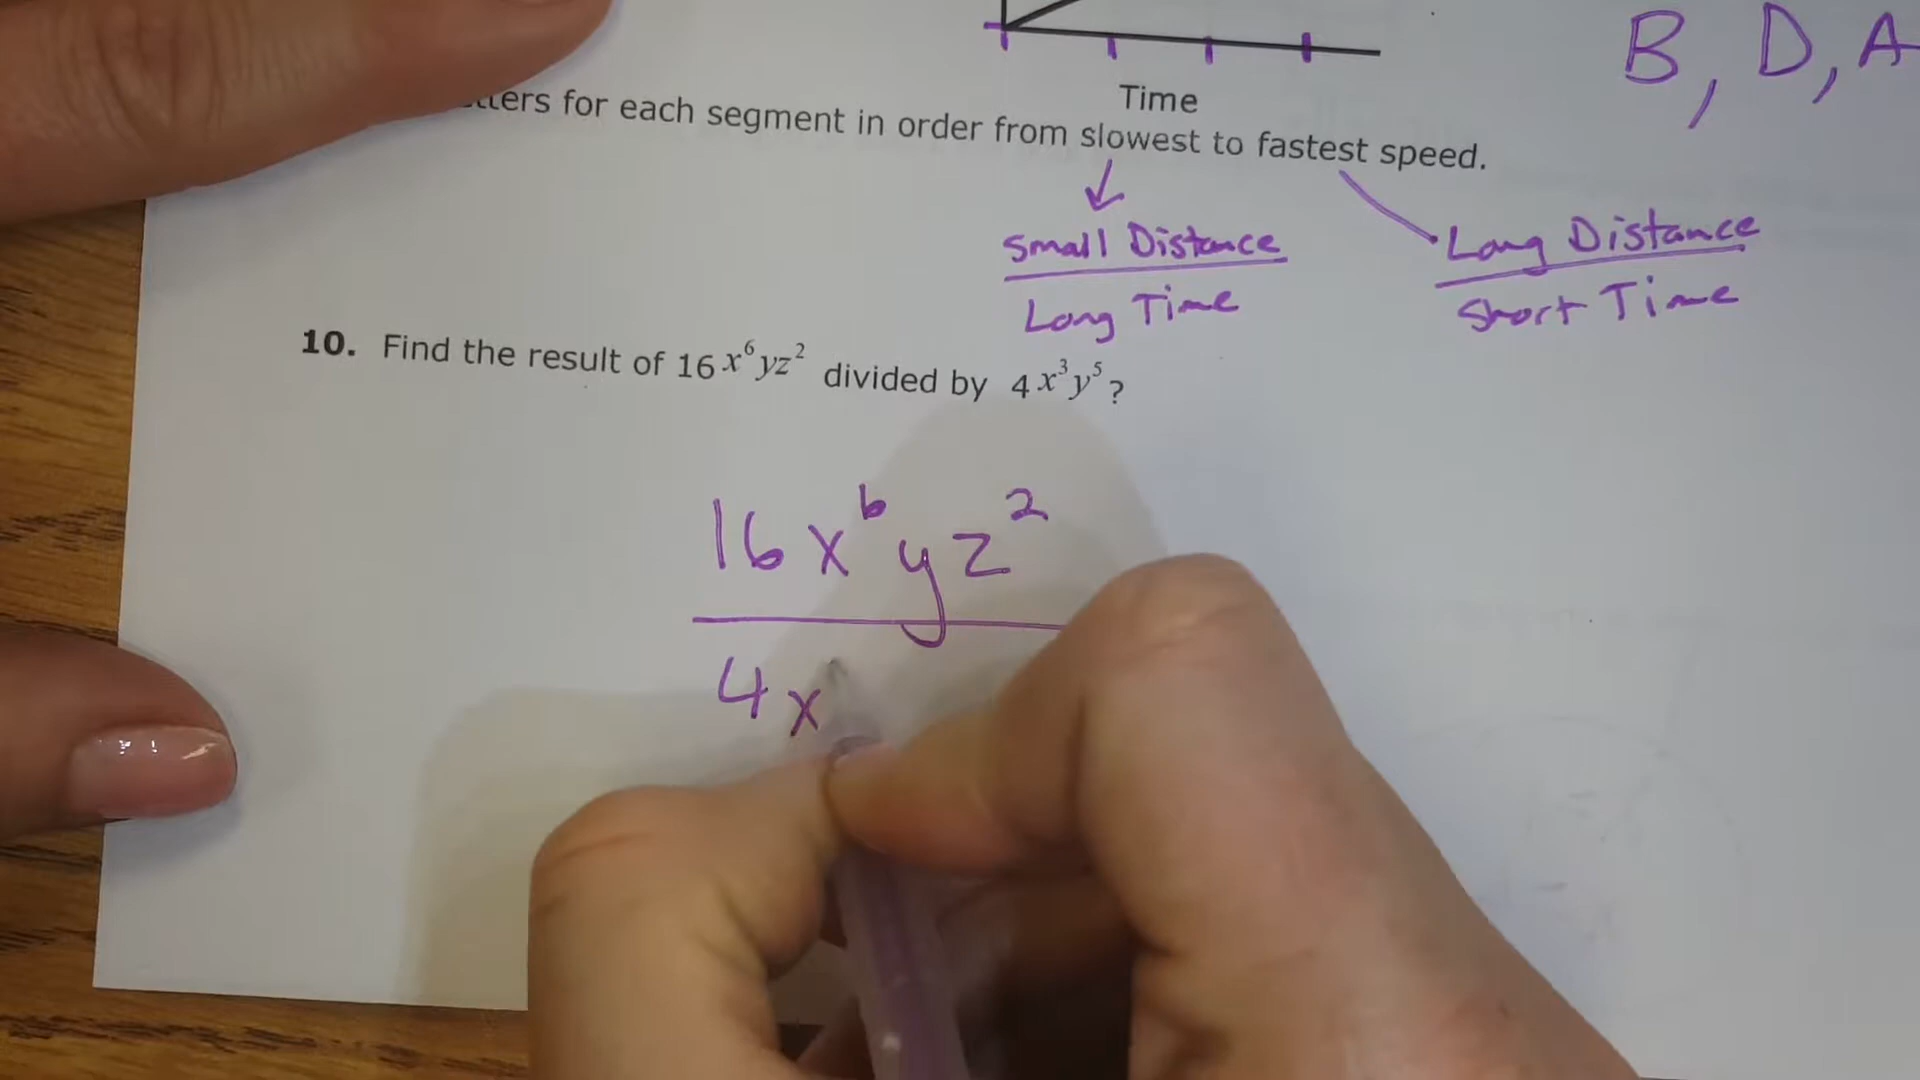 B, D, A
Time
for each segment in order from slowest to fastest speed.
Small Distance
Long Time
Long Distance
Short Time
10. Find the result of 16x⁶yz² divided by 4x³y⁵?
16x⁶yz²
4x